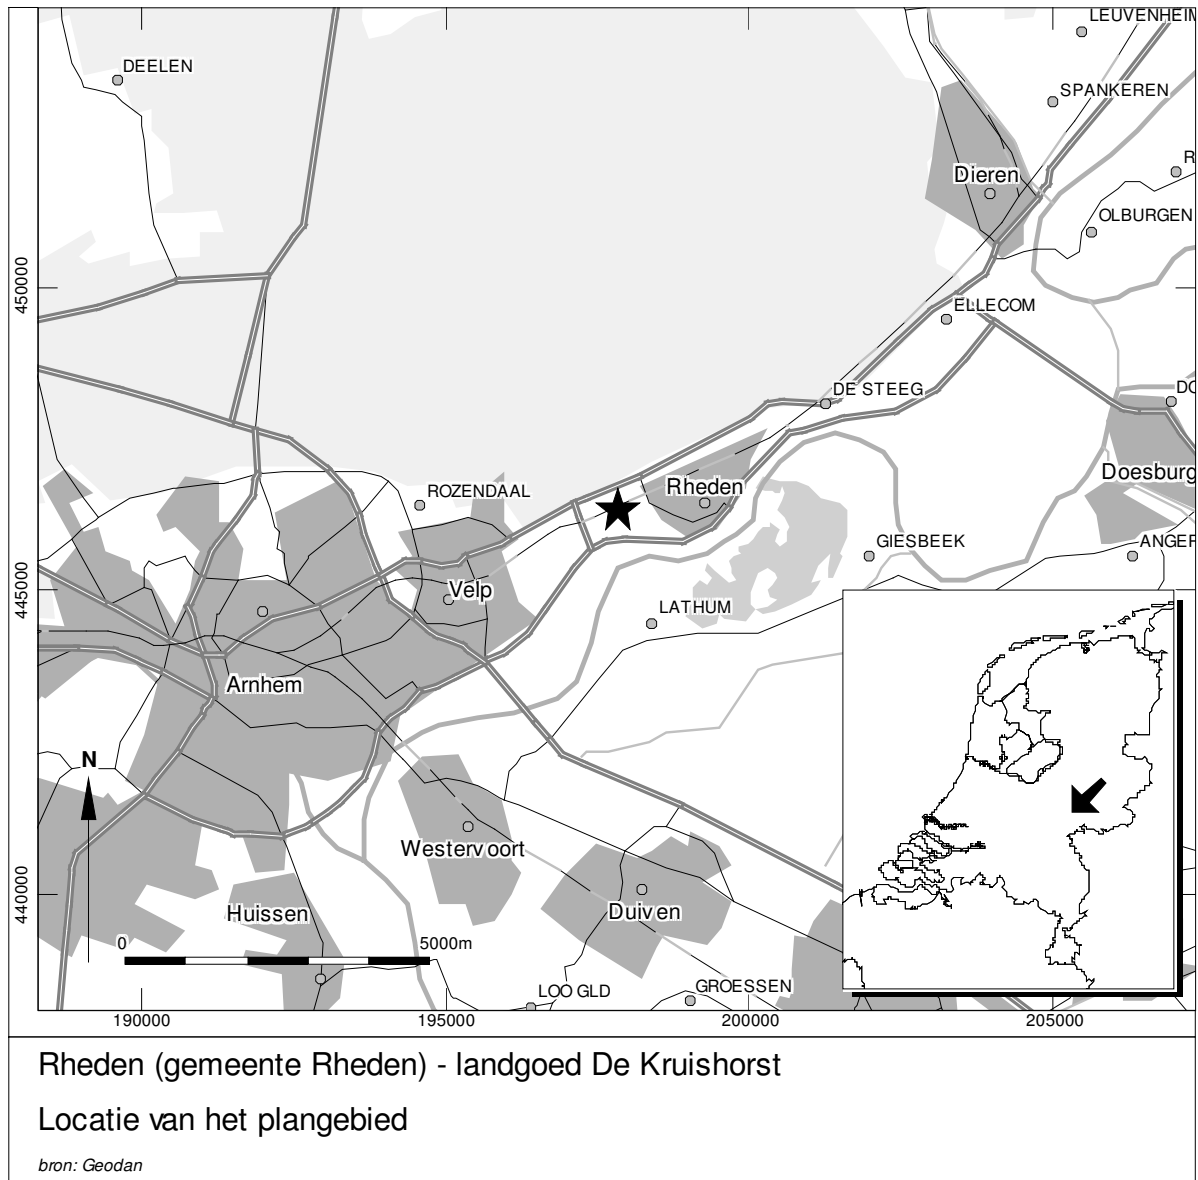 LEUVENHEIM
DEELEN
SPANKEREN
R
Dieren
OLBURGEN
450000
ELLECOM
DE STEEG
DO
Doesburg
Rheden
ROZENDAAL
GIESBEEK
ANGER
445000
Velp
LATHUM
Arnhem
N
Westervoort
440000
Huissen
Duiven
0 5000m
LOO GLD
GROESSEN
190000 195000 200000 205000
Rheden (gemeente Rheden) - landgoed De Kruishorst
Locatie van het plangebied
bron: Geodan